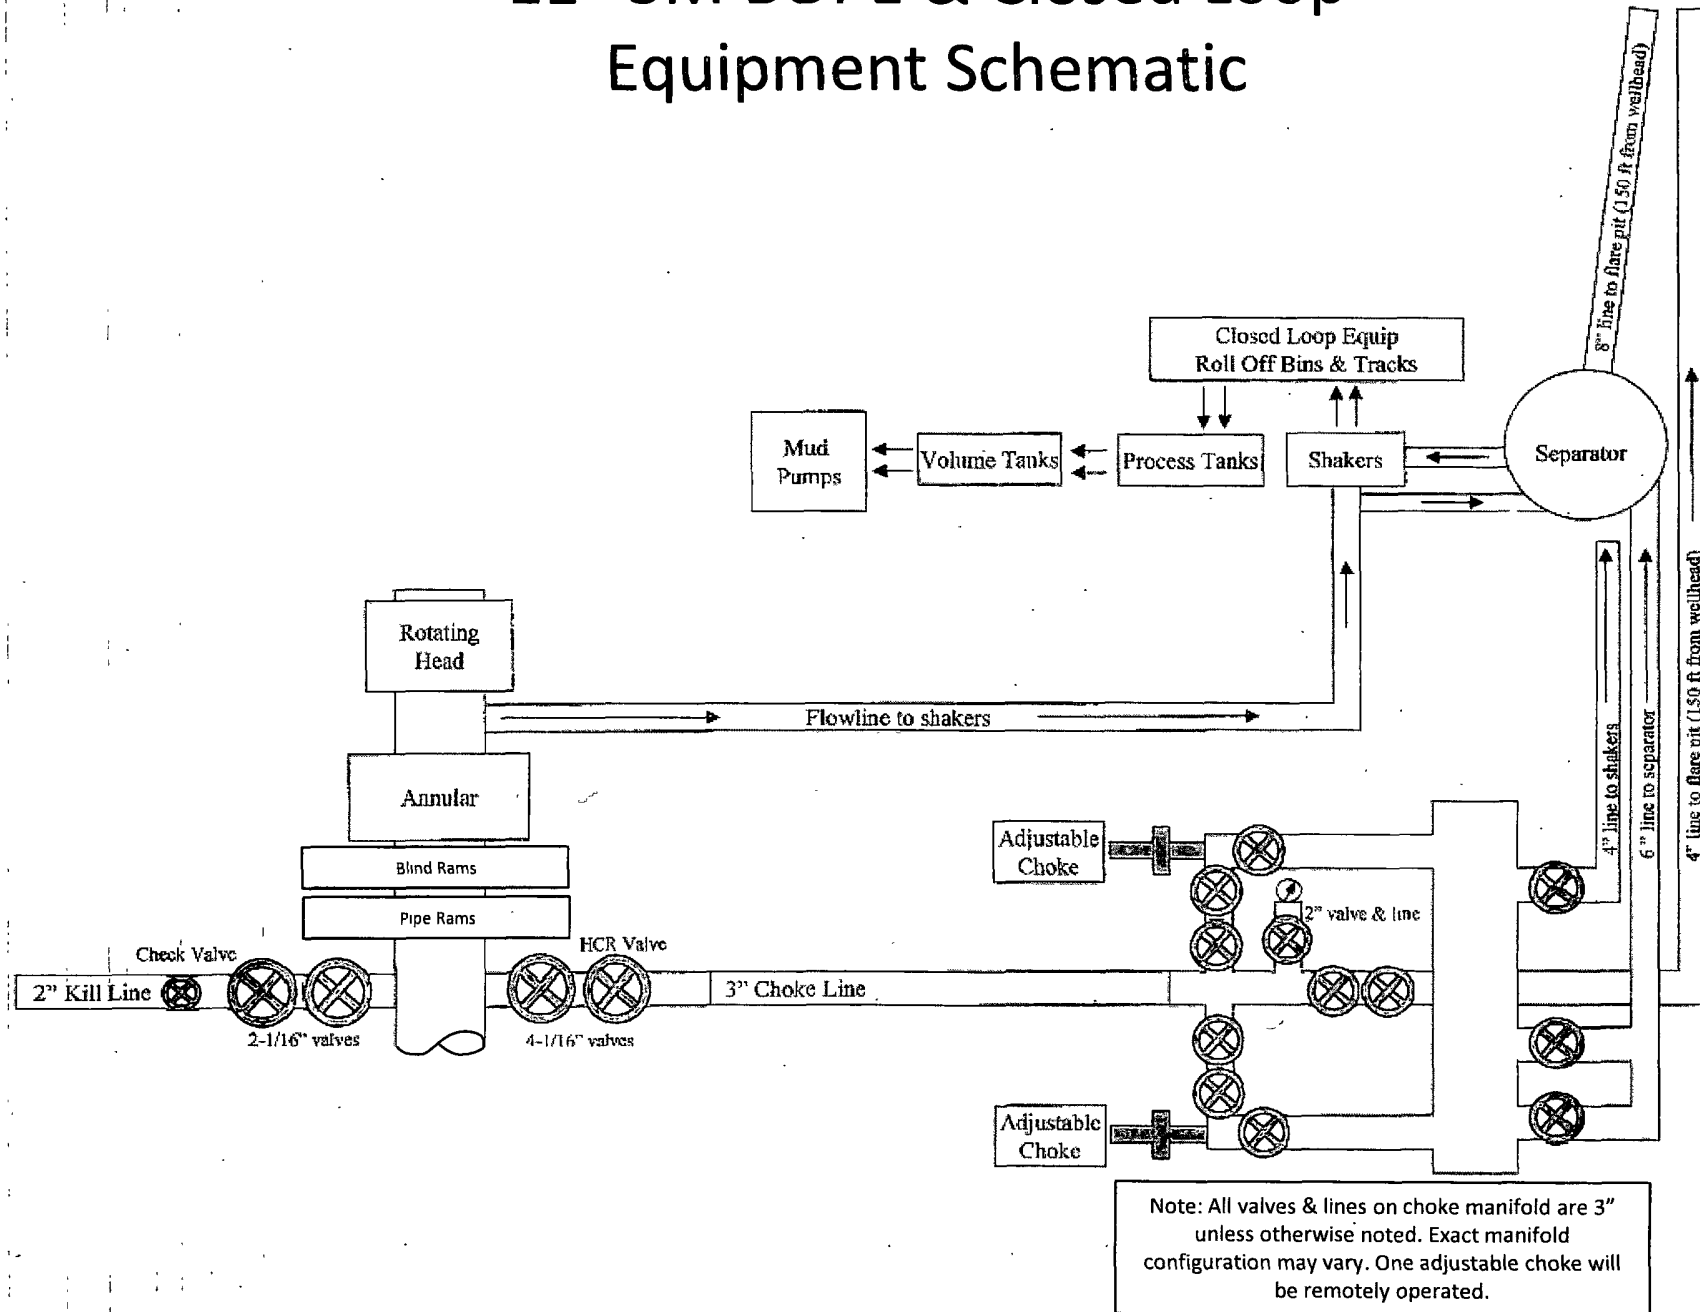 Equipment Schematic
8" line to flare pit (150 ft from wellhead)
Closed Loop Equip
Roll Off Bins & Tracks
Mud
Pumps
Volume Tanks
Process Tanks
Shakers
Separator
Rotating
Head
Flowline to shakers
Annular
Blind Rams
Pipe Rams
4" line to shakers
6" line to separator
4" line to flare pit (150 ft from wellhead)
Adjustable
Choke
2" valve & line
Check Valve
HCR Valve
2" Kill Line
3" Choke Line
2-1/16" valves
4-1/16" valves
Adjustable
Choke
Note: All valves & lines on choke manifold are 3"
unless otherwise noted. Exact manifold
configuration may vary. One adjustable choke will
be remotely operated.